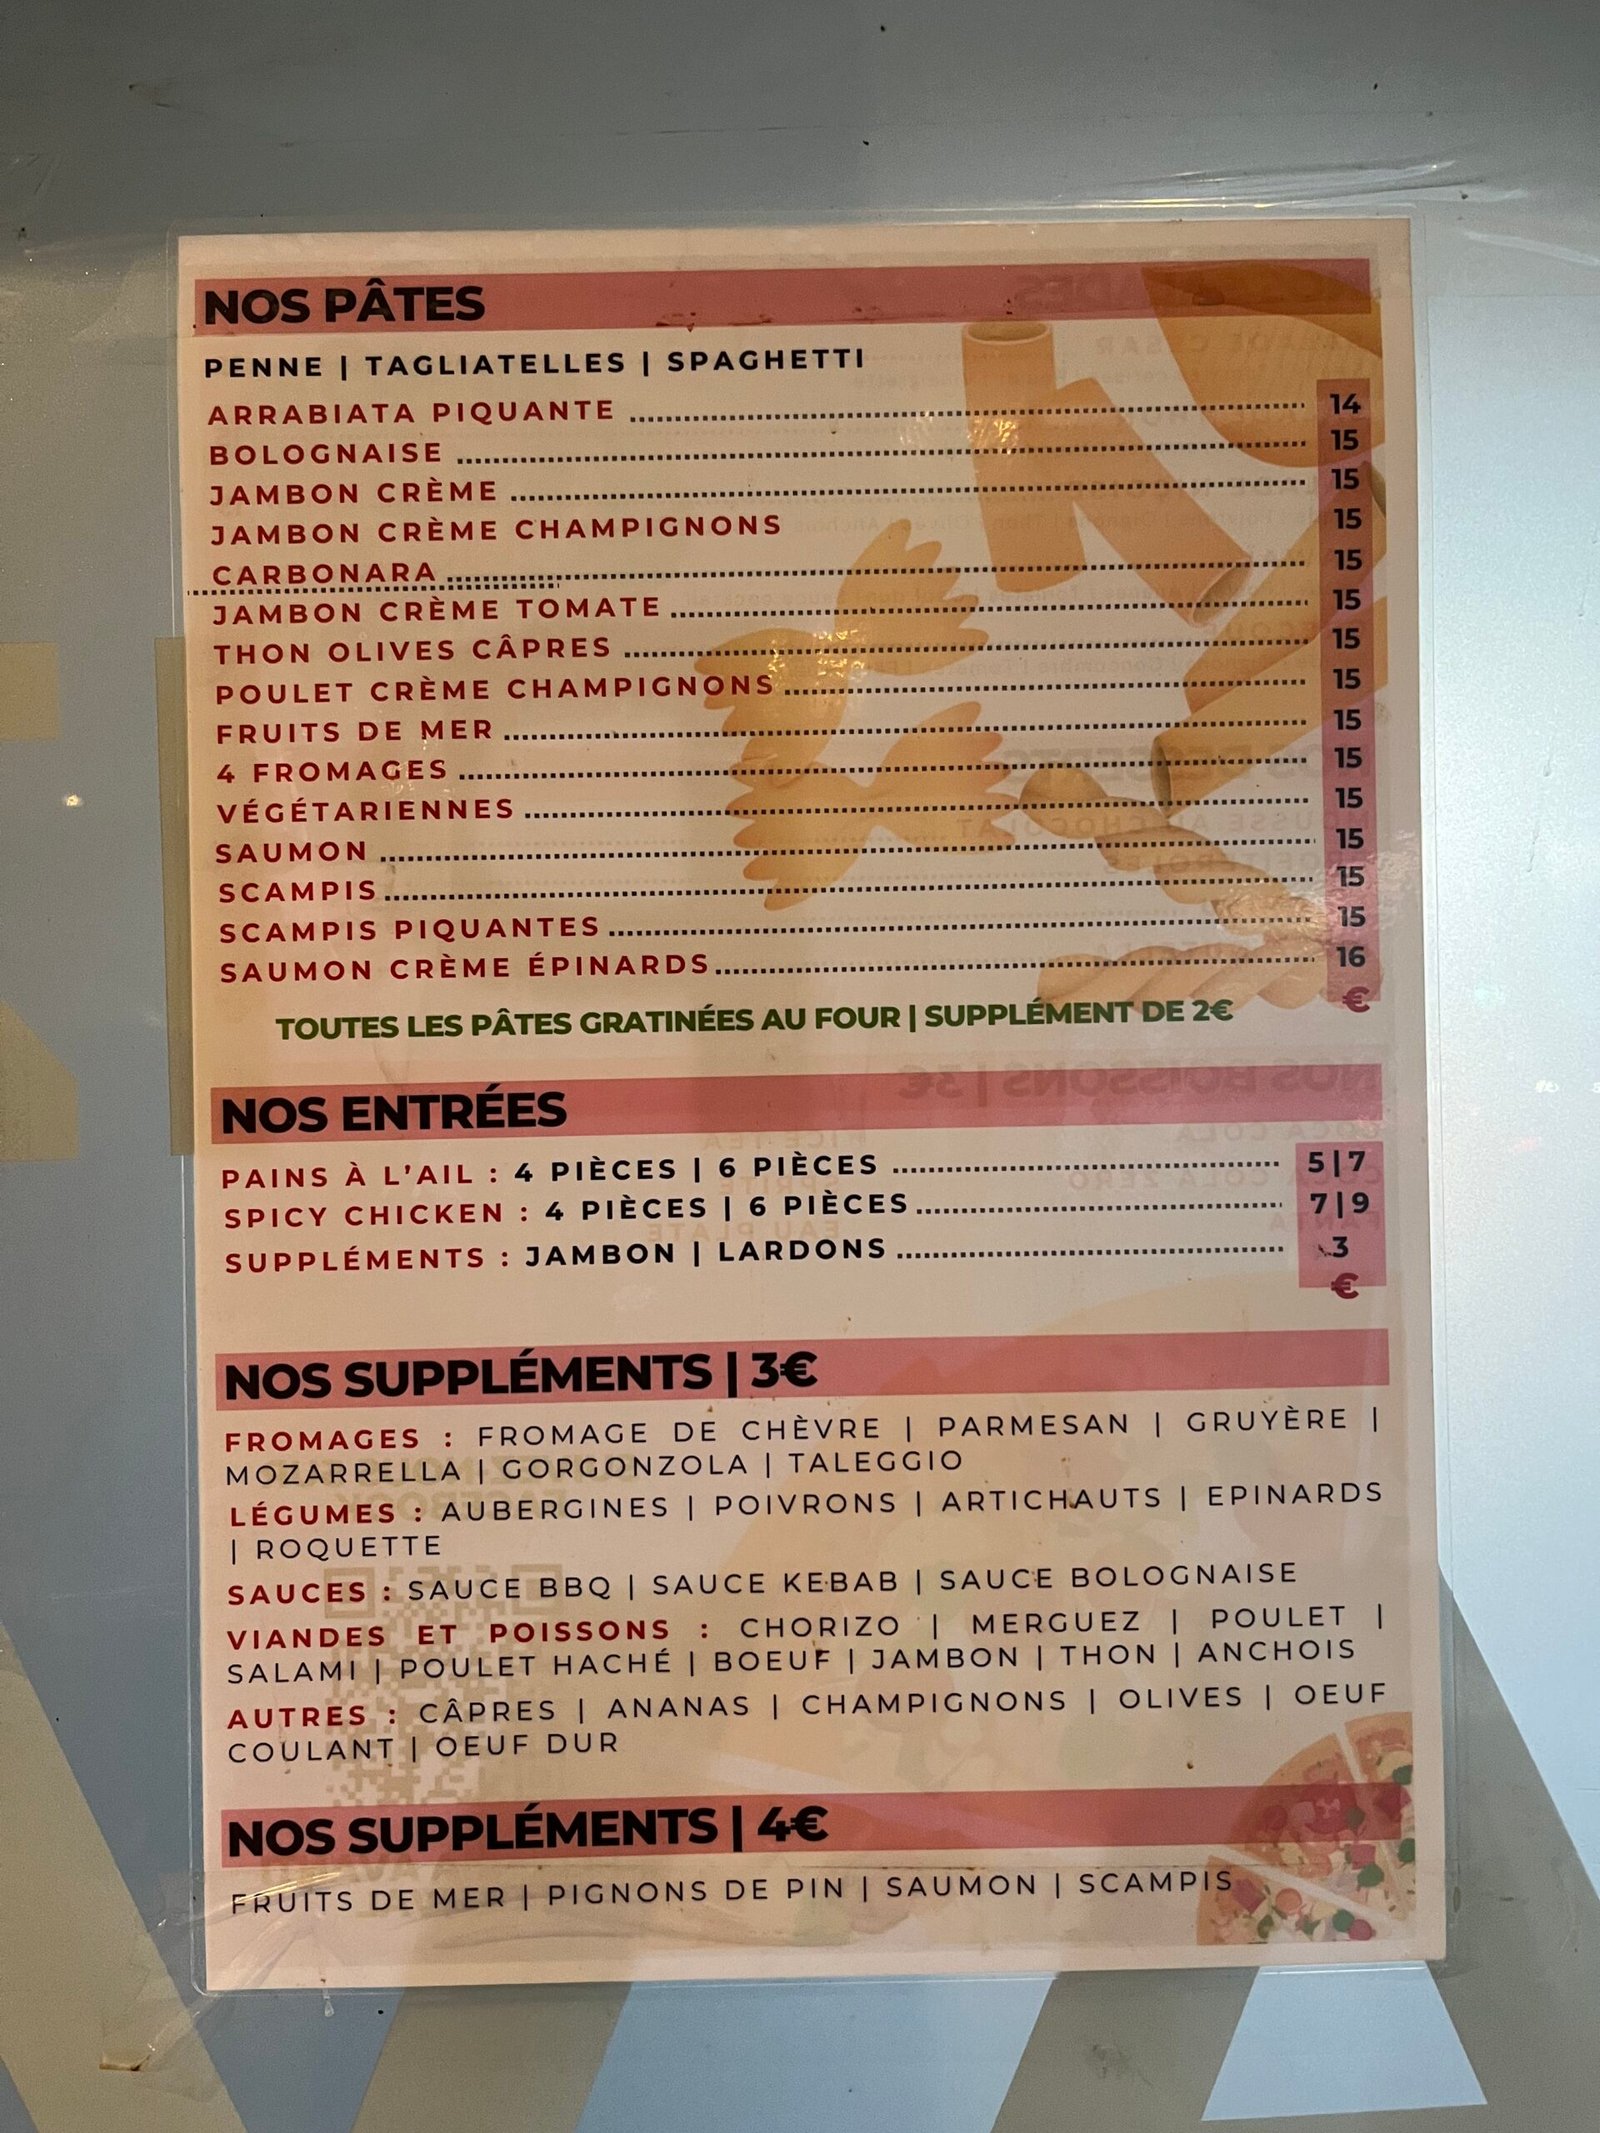 NOS PÂTES
PENNE | TAGLIATELLES | SPAGHETTI
ARRABIATA PIQUANTE 14
BOLOGNAISE 15
JAMBON CRÈME 15
JAMBON CRÈME CHAMPIGNONS 15
CARBONARA 15
JAMBON CRÈME TOMATE 15
THON OLIVES CÂPRES 15
POULET CRÈME CHAMPIGNONS 15
FRUITS DE MER 15
4 FROMAGES 15
VÉGÉTARIENNES 15
SAUMON 15
SCAMPIS 15
SCAMPIS PIQUANTES 15
SAUMON CRÈME ÉPINARDS 16
€
TOUTES LES PÂTES GRATINÉES AU FOUR | SUPPLÉMENT DE 2€
NOS ENTRÉES
PAINS À L'AIL : 4 PIÈCES | 6 PIÈCES 5|7
SPICY CHICKEN : 4 PIÈCES | 6 PIÈCES 7|9
SUPPLÉMENTS : JAMBON | LARDONS 3
€
NOS SUPPLÉMENTS | 3€
FROMAGES : FROMAGE DE CHÈVRE | PARMESAN | GRUYÈRE |
MOZARRELLA | GORGONZOLA | TALEGGIO
LÉGUMES : AUBERGINES | POIVRONS | ARTICHAUTS | EPINARDS
| ROQUETTE
SAUCES : SAUCE BBQ | SAUCE KEBAB | SAUCE BOLOGNAISE
VIANDES ET POISSONS : CHORIZO | MERGUEZ | POULET |
SALAMI | POULET HACHÉ | BOEUF | JAMBON | THON | ANCHOIS
AUTRES : CÂPRES | ANANAS | CHAMPIGNONS | OLIVES | OEUF
COULANT | OEUF DUR
NOS SUPPLÉMENTS | 4€
FRUITS DE MER | PIGNONS DE PIN | SAUMON | SCAMPIS